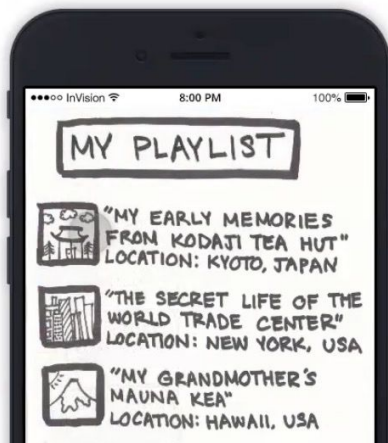 InVision 8:00 PM 100%
MY PLAYLIST
"MY EARLY MEMORIES
FROM KODAJI TEA HUT"
LOCATION: KYOTO, JAPAN
"THE SECRET LIFE OF THE
WORLD TRADE CENTER"
LOCATION: NEW YORK, USA
"MY GRANDMOTHER'S
MAUNA KEA"
LOCATION: HAWAII, USA